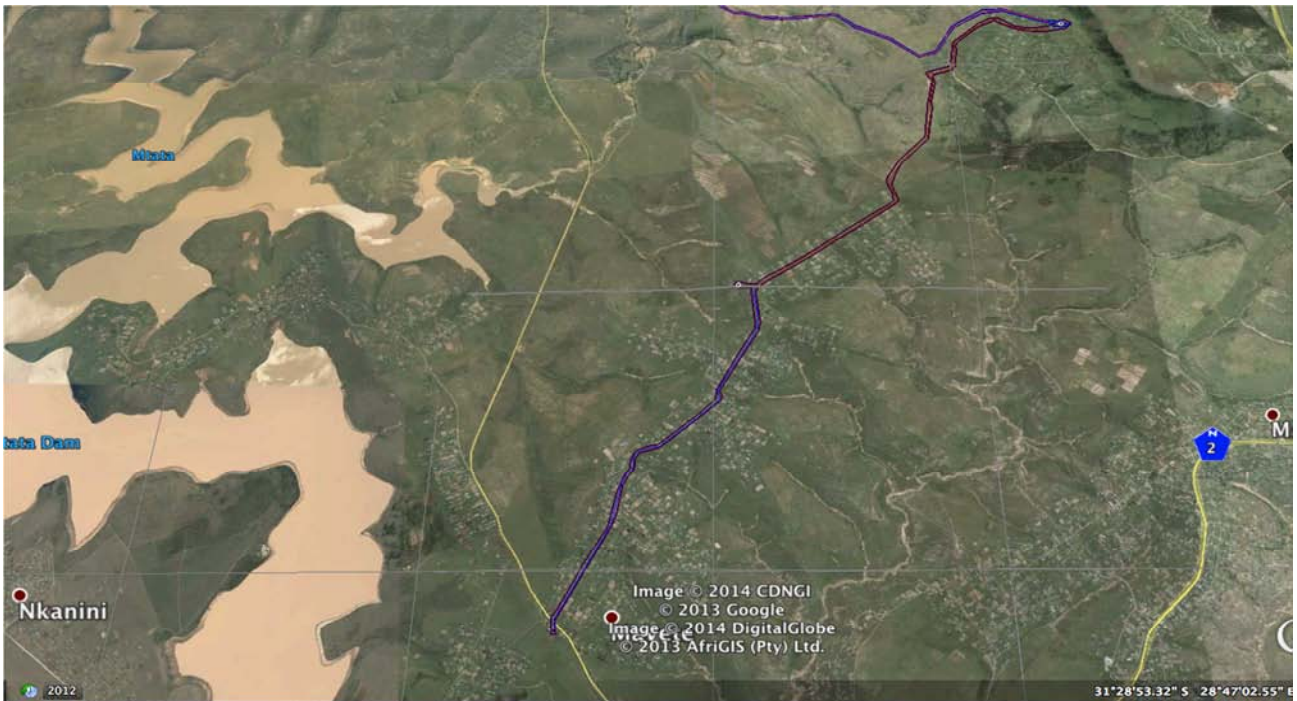 Mtata
tata Dam
M
N
2
Nkanini
Image © 2014 CDNGI
© 2013 Google
Image © 2014 DigitalGlobe
© 2013 AfriGIS (Pty) Ltd.
2012
31°28'53.32" S 28°47'02.55" E